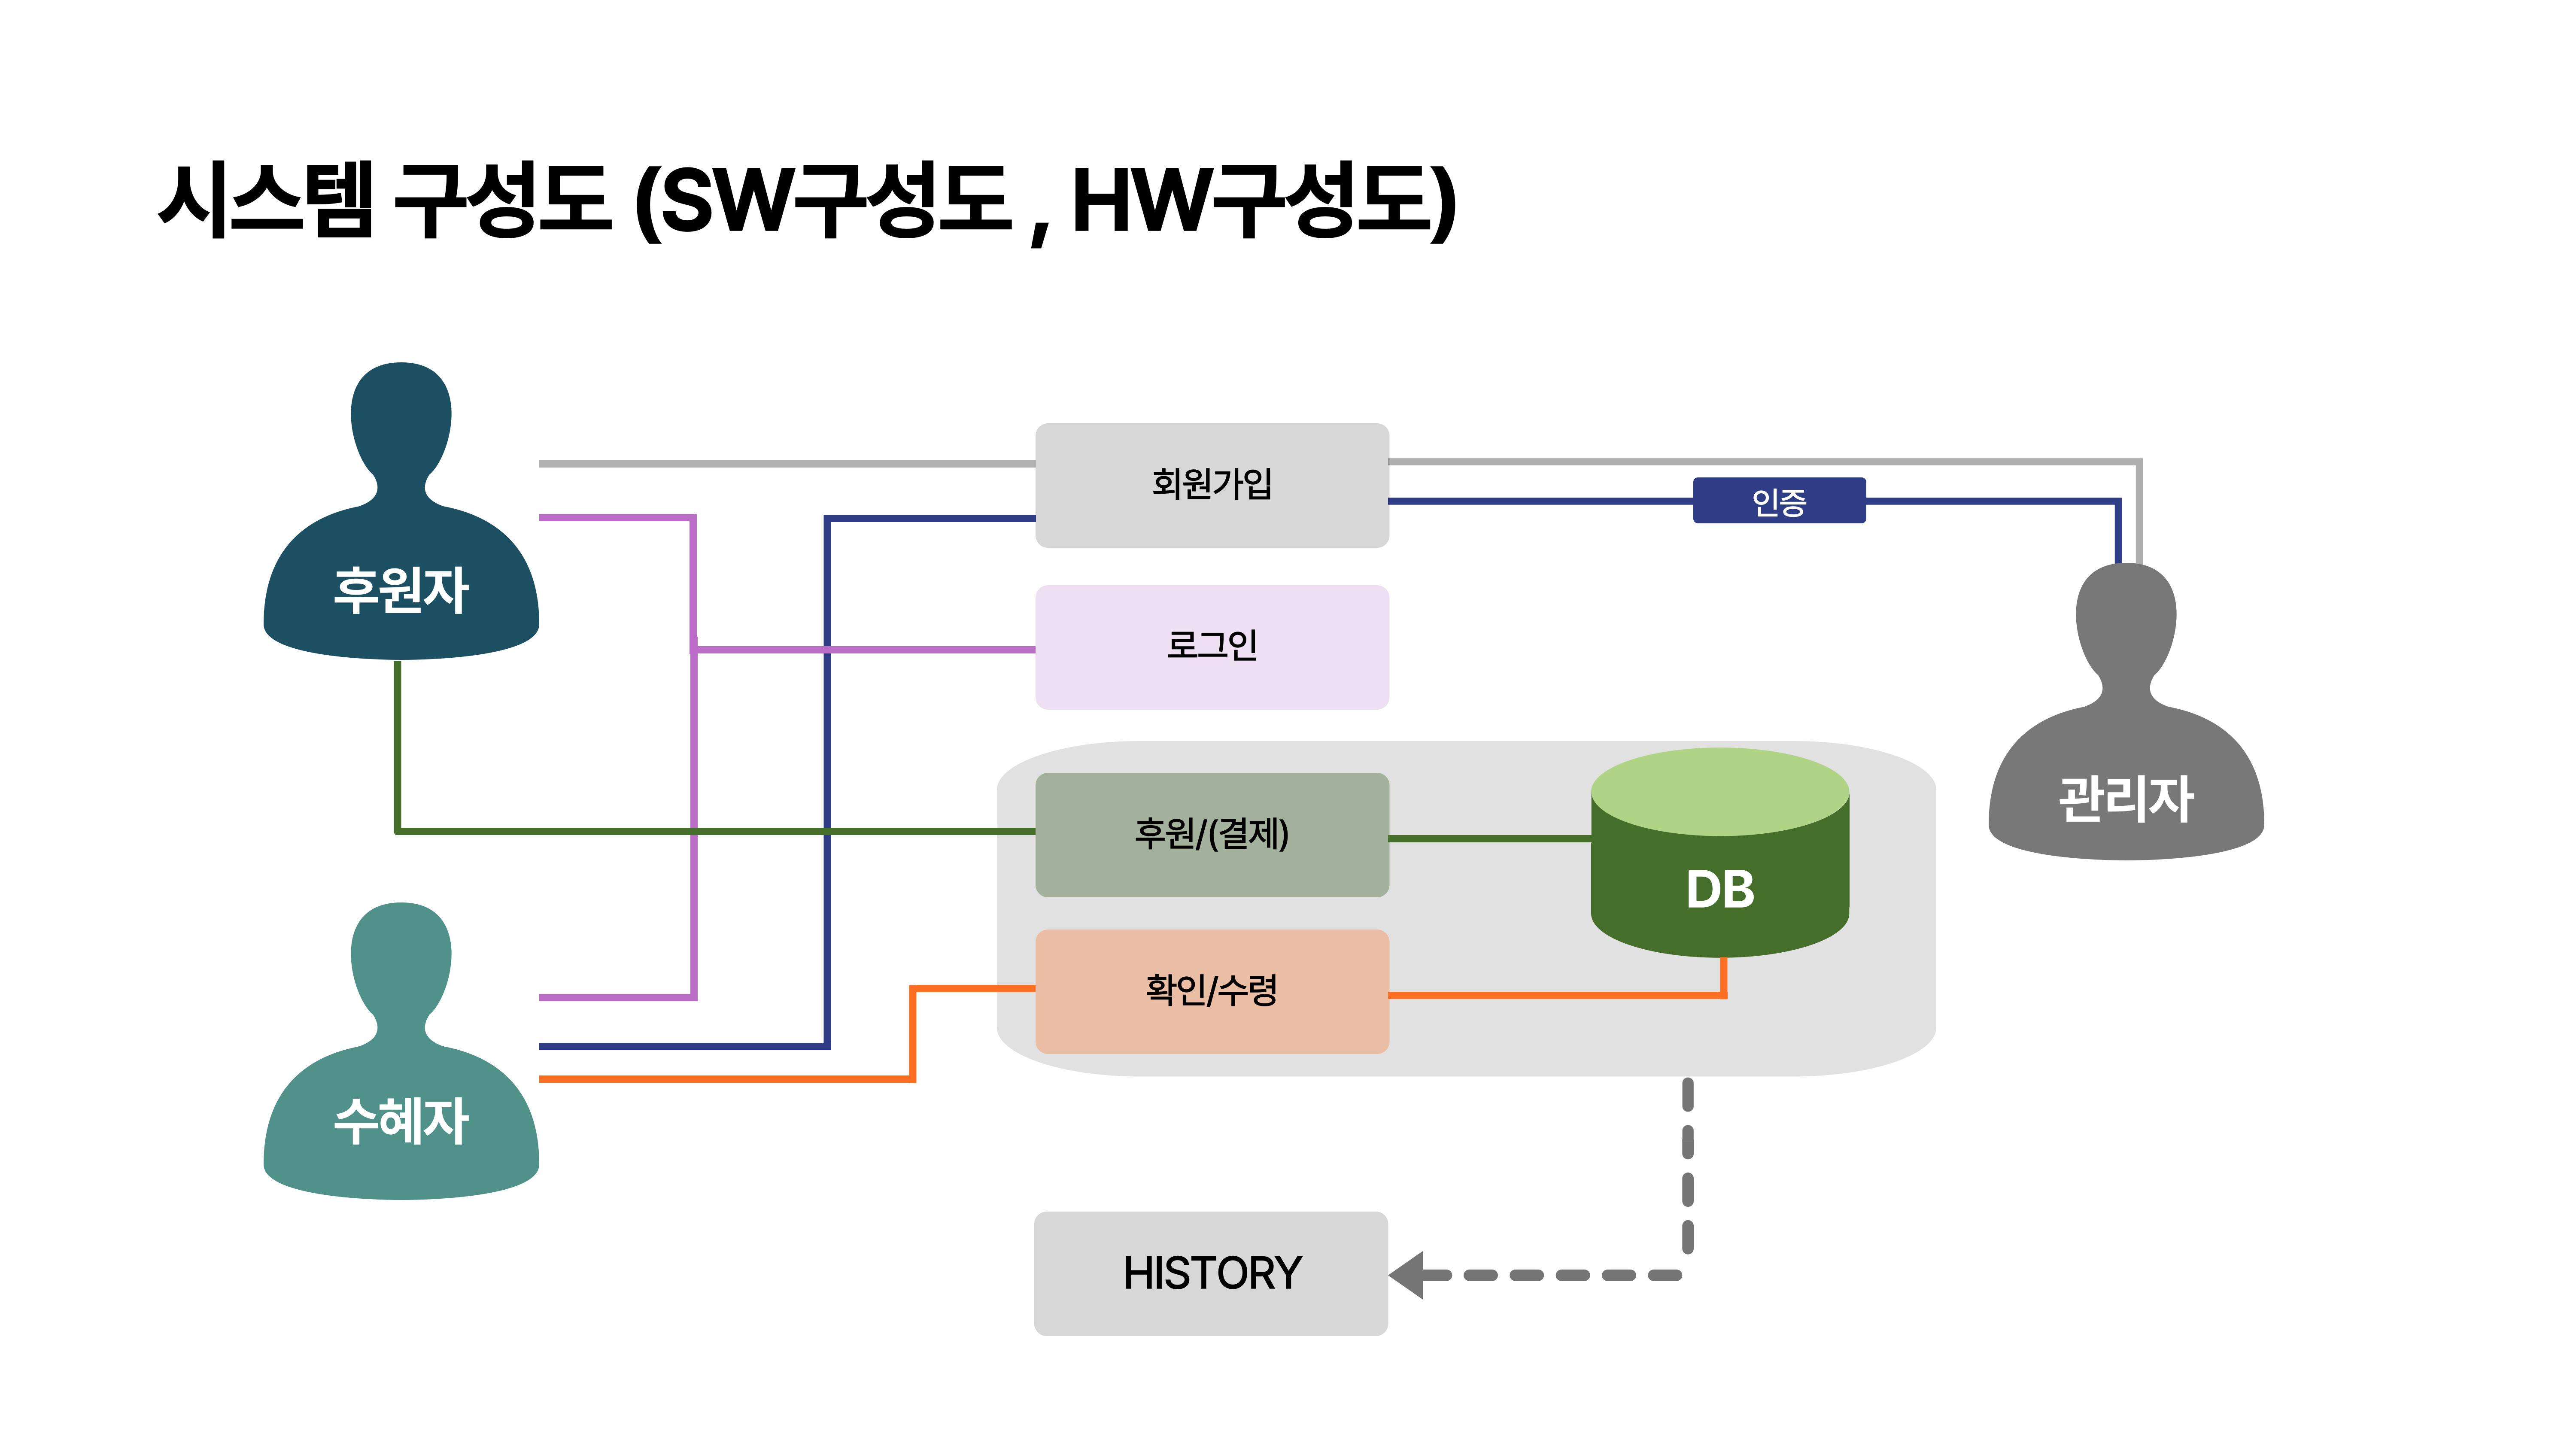 시스템 구성도 (SW구성도 , HW구성도)
후원자
회원가입
인증
로그인
관리자
후원/(결제)
DB
확인/수령
수혜자
HISTORY